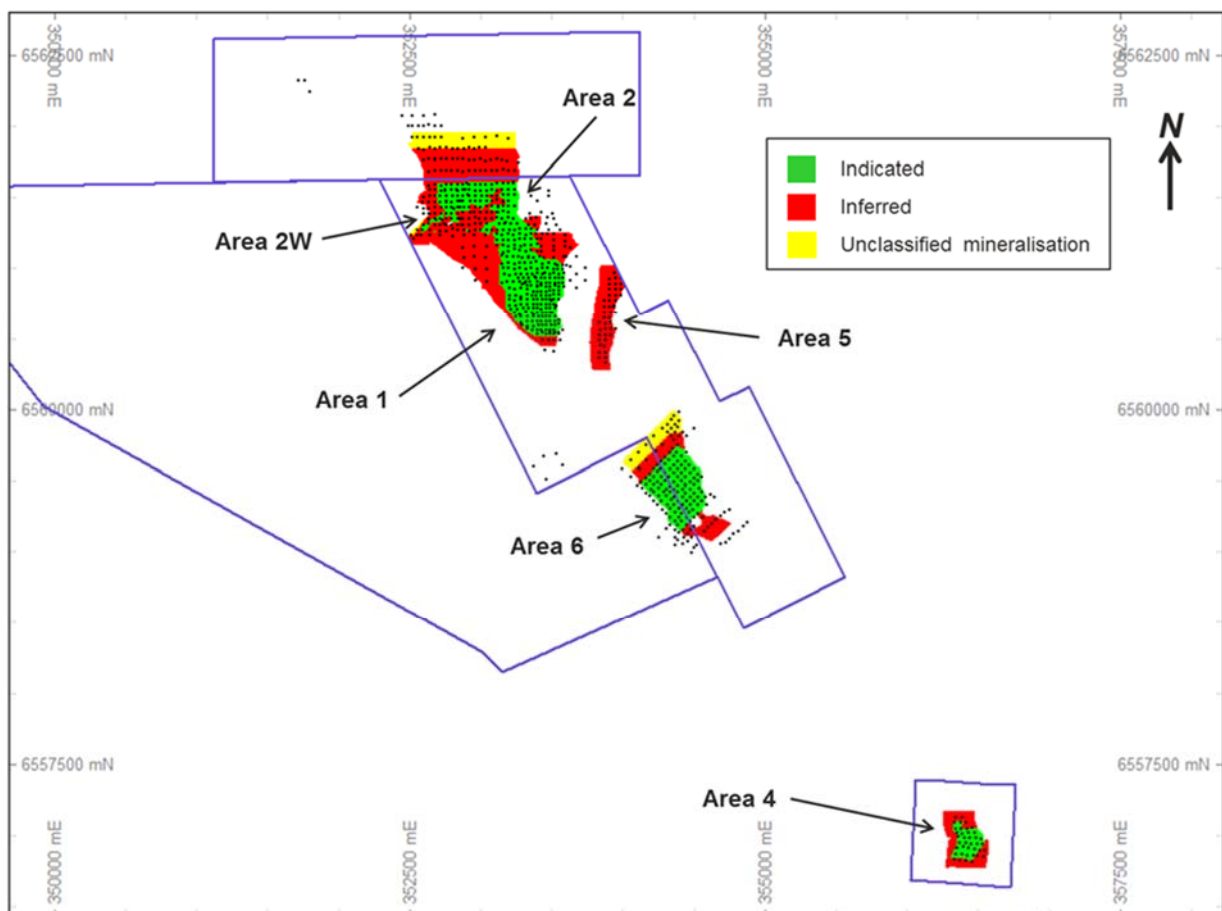 350000 mE
352500 mE
355000 mE
357500 mE
6562500 mN
6562500 mN
Area 2
N
Indicated
Inferred
Unclassified mineralisation
Area 2W
Area 5
Area 1
6560000 mN
6560000 mN
Area 6
6557500 mN
6557500 mN
Area 4
350000 mE
352500 mE
355000 mE
357500 mE